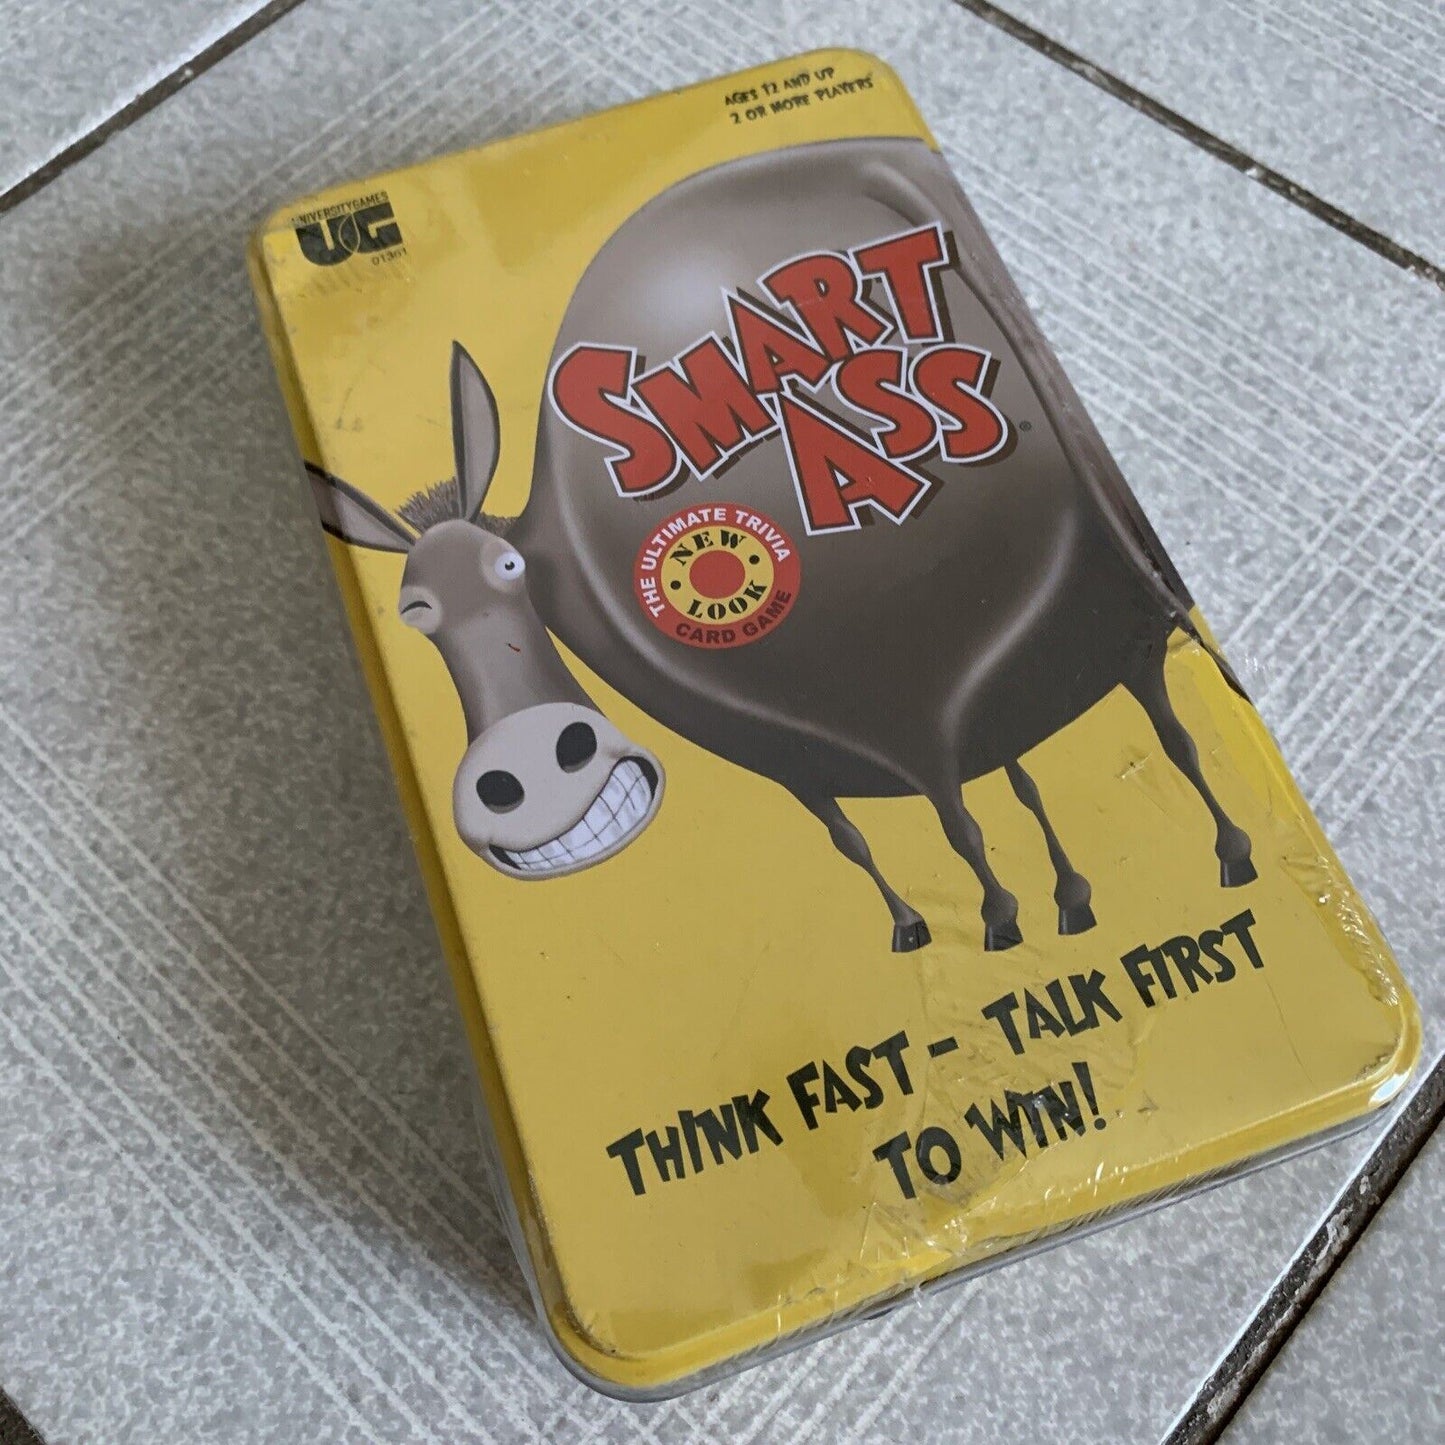 AGES 12 AND UP
2 OR MORE PLAYERS
UNIVERSITY GAMES
UG
01361
SMART
ASS
®
THE ULTIMATE TRIVIA
CARD GAME
NEW
LOOK
THINK FAST - TALK FIRST
TO WIN!